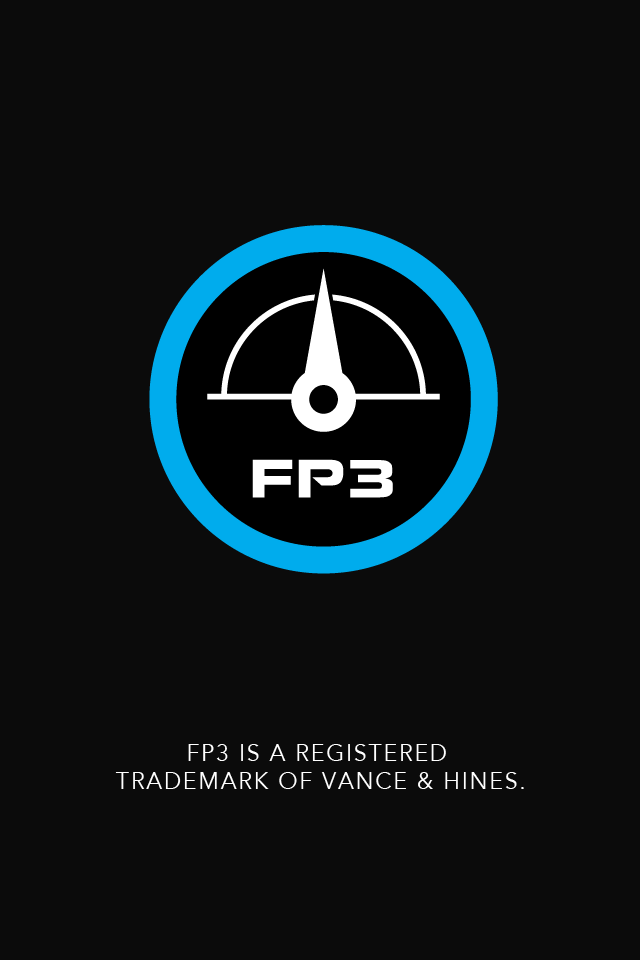 FP3
FP3 IS A REGISTERED
TRADEMARK OF VANCE & HINES.